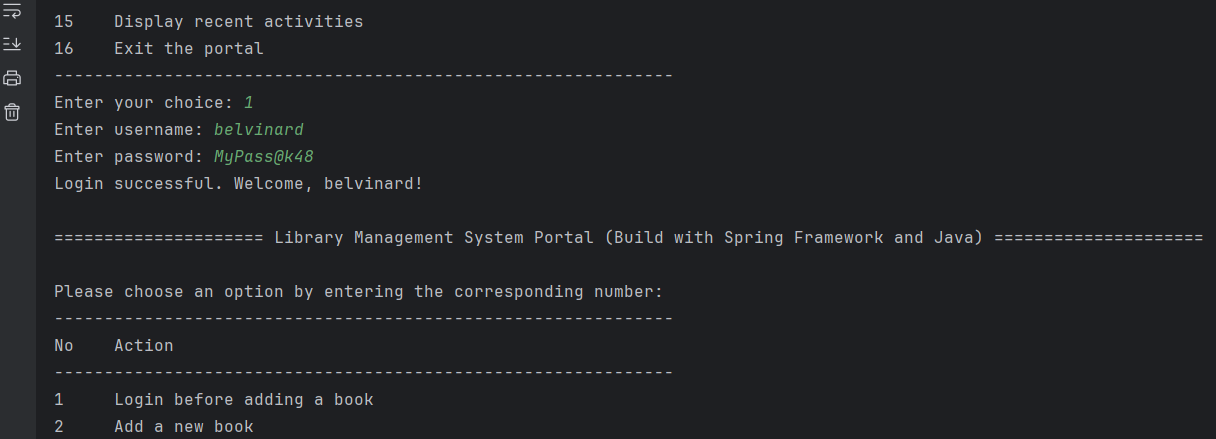 15    Display recent activities
16    Exit the portal
--------------------------------------------------------------
Enter your choice: 1
Enter username: belvinard
Enter password: MyPass@k48
Login successful. Welcome, belvinard!
===================== Library Management System Portal (Build with Spring Framework and Java) =====================
Please choose an option by entering the corresponding number:
--------------------------------------------------------------
No    Action
--------------------------------------------------------------
1     Login before adding a book
2     Add a new book